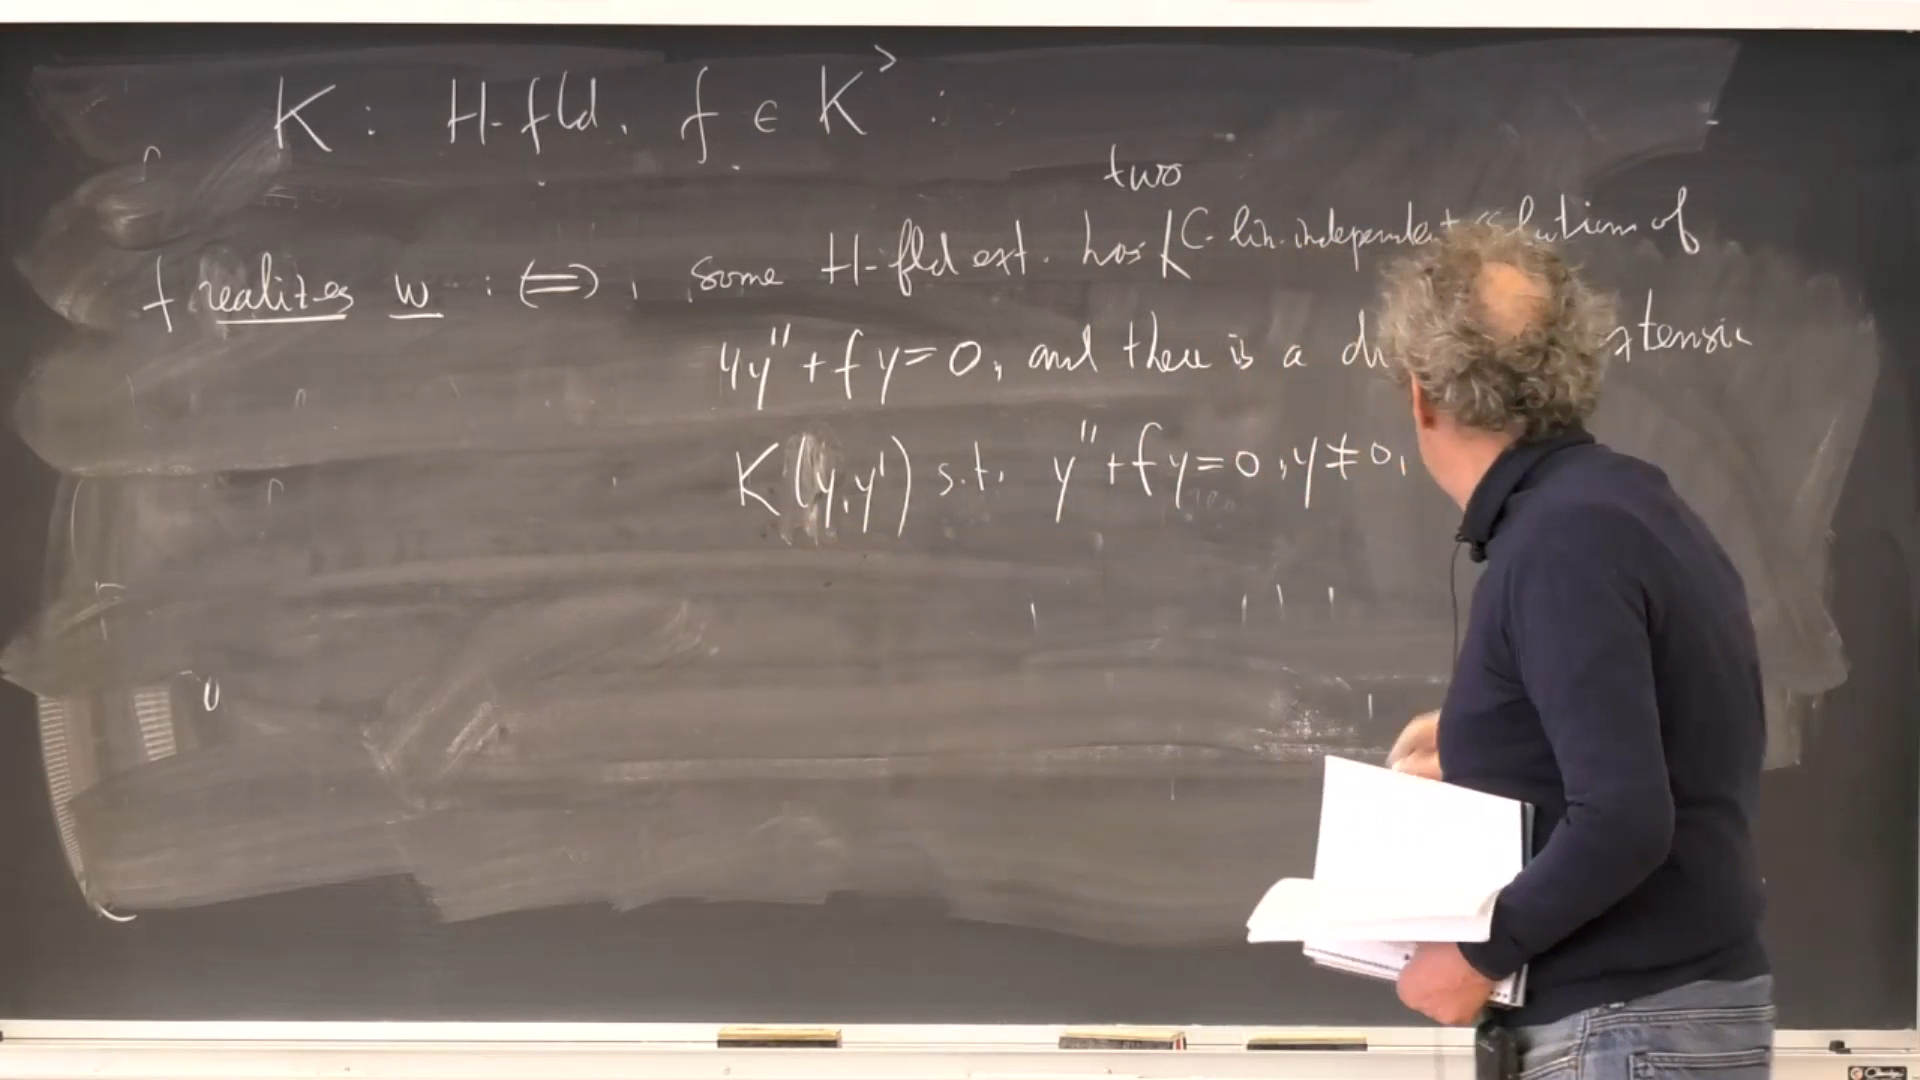 K: H-fld, f ∈ K^> :
two
f realizes ω :⟺ some H-fld ext. has C-lin. independent solutions of
4y'' + fy = 0, and there is a
K(y,y') s.t. y'' + fy = 0, y ≠ 0,